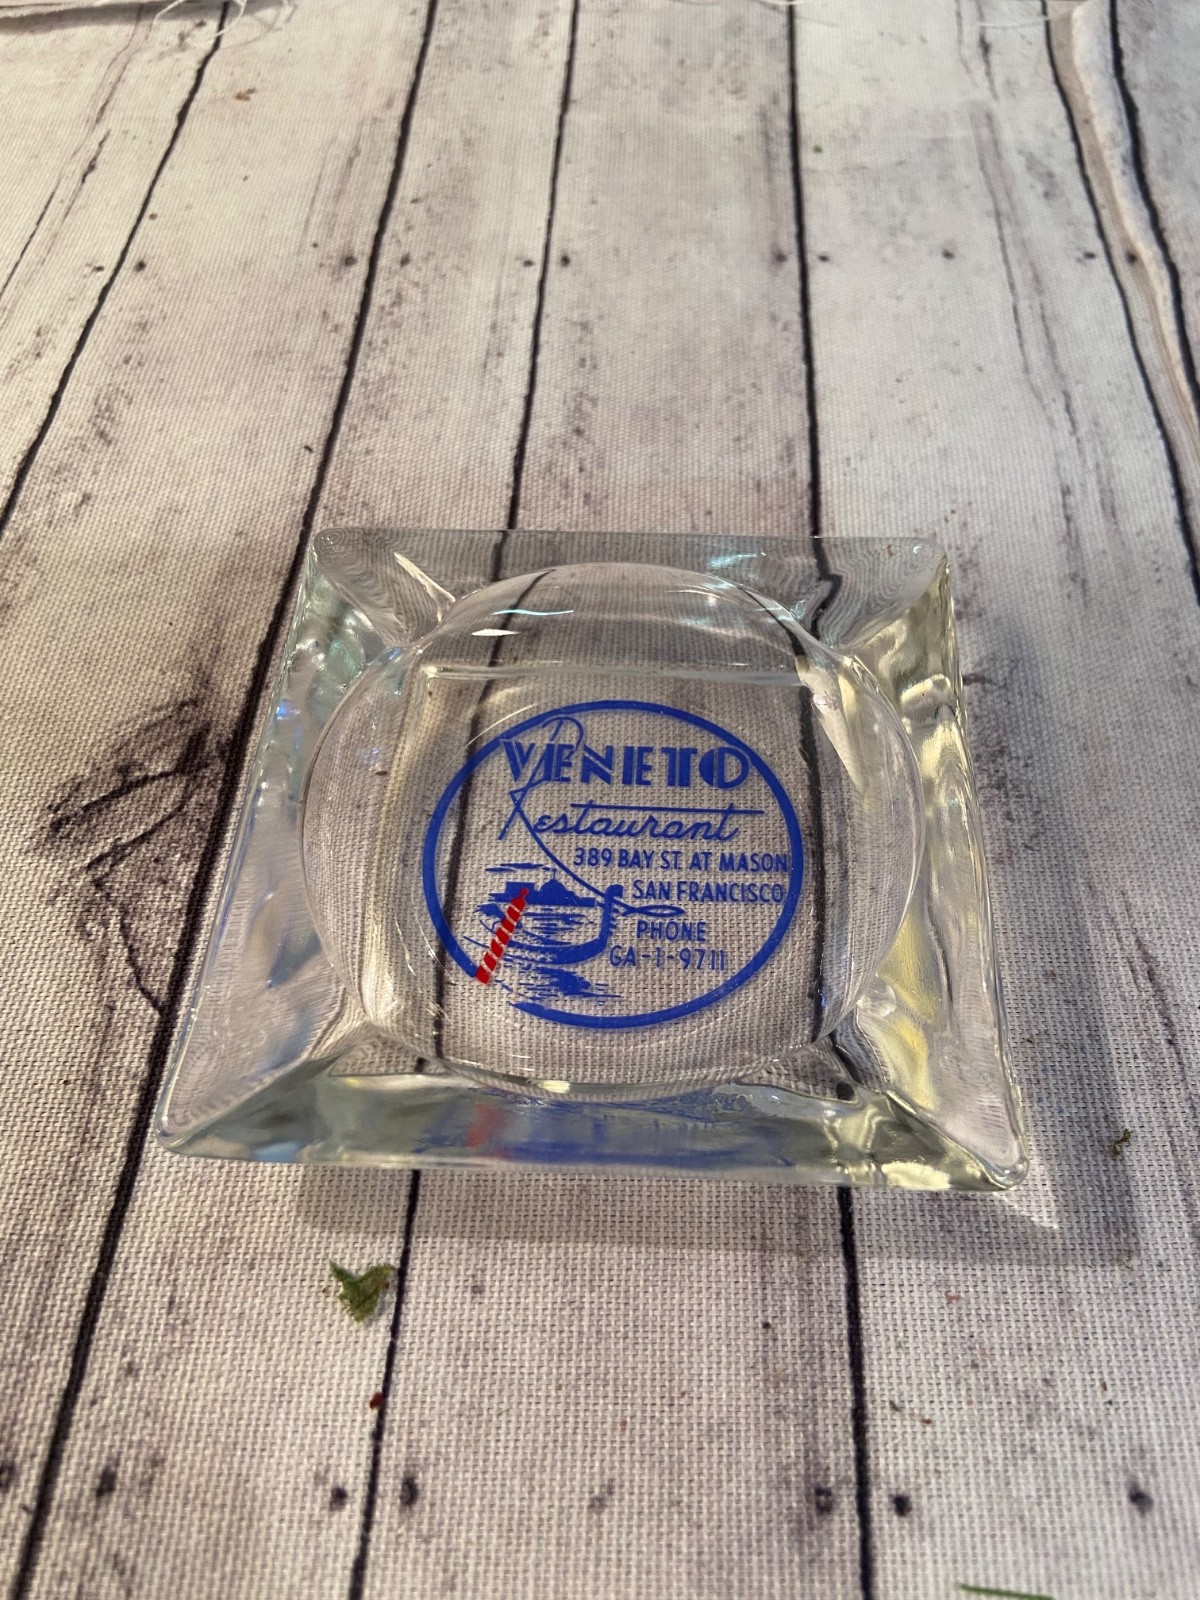 VENETO
Restaurant
389 BAY ST. AT MASON
SAN FRANCISCO
PHONE
GA-1-9711